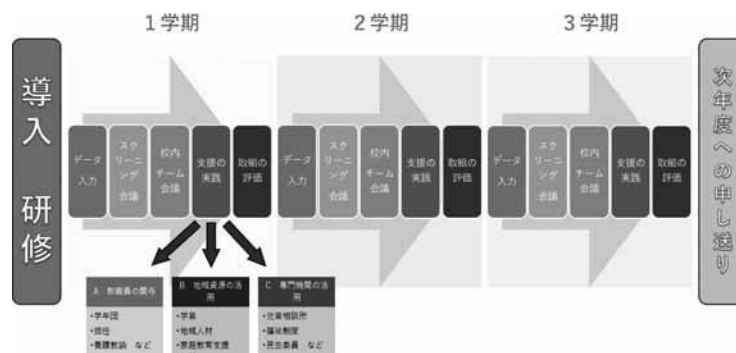 1学期
2学期
3学期
導入 研修
データ
入力
スク
リーニ
ング
会議
校内
チーム
会議
支援の
実践
取組の
評価
データ
入力
スク
リーニ
ング
会議
校内
チーム
会議
支援の
実践
取組の
評価
データ
入力
スク
リーニ
ング
会議
校内
チーム
会議
支援の
実践
取組の
評価
次年度への申し送り
A 教職員の関与
•学年団
•担任
•養護教諭 など
B 地域資源の活
用
•学童
•地域人材
•家庭教育支援
C 専門機関の活
用
•児童相談所
•福祉制度
•民生委員 など